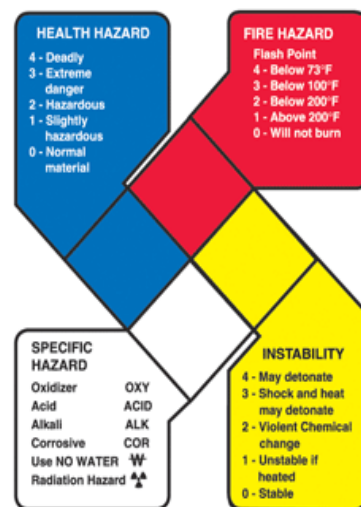 HEALTH HAZARD
4 - Deadly
3 - Extreme
danger
2 - Hazardous
1 - Slightly
hazardous
0 - Normal
material
FIRE HAZARD
Flash Point
4 - Below 73°F
3 - Below 100°F
2 - Below 200°F
1 - Above 200°F
0 - Will not burn
SPECIFIC
HAZARD
Oxidizer OXY
Acid ACID
Alkali ALK
Corrosive COR
Use NO WATER W
Radiation Hazard
INSTABILITY
4 - May detonate
3 - Shock and heat
may detonate
2 - Violent Chemical
change
1 - Unstable if
heated
0 - Stable